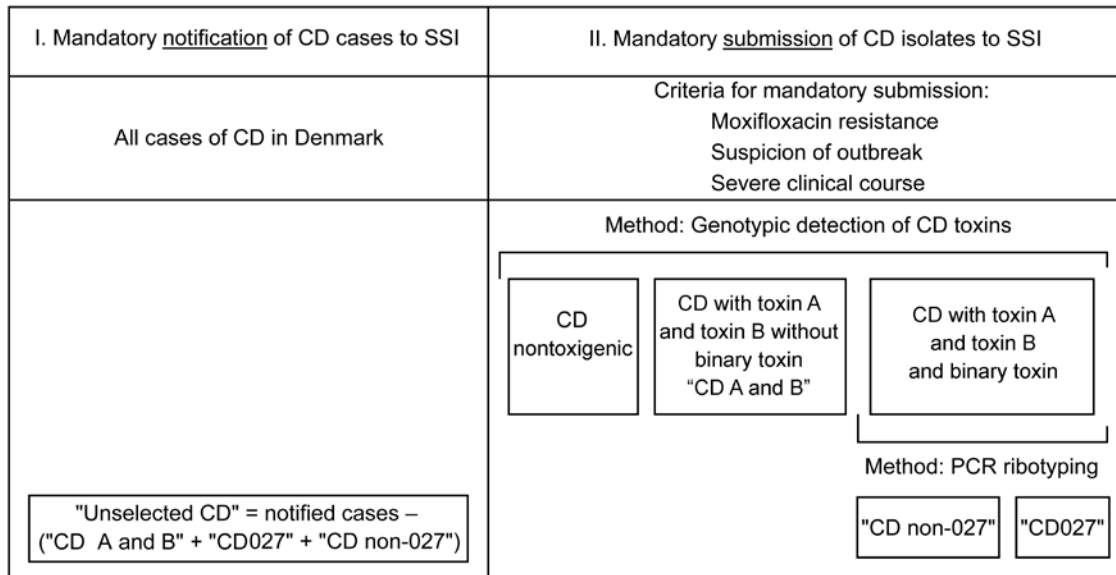 I. Mandatory notification of CD cases to SSI
II. Mandatory submission of CD isolates to SSI
All cases of CD in Denmark
Criteria for mandatory submission:
Moxifloxacin resistance
Suspicion of outbreak
Severe clinical course
Method: Genotypic detection of CD toxins
CD
nontoxigenic
CD with toxin A
and toxin B without
binary toxin
“CD A and B”
CD with toxin A
and toxin B
and binary toxin
Method: PCR ribotyping
"Unselected CD" = notified cases –
("CD A and B" + "CD027" + "CD non-027")
"CD non-027"
"CD027"